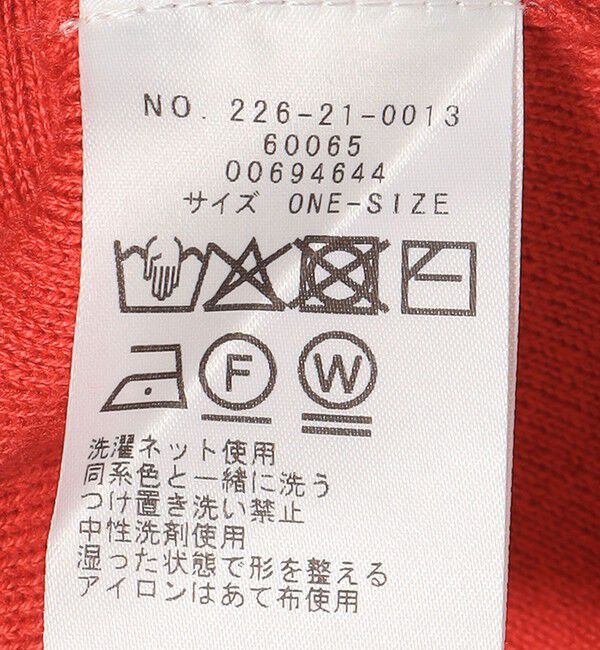 NO. 226-21-0013
60065
00694644
サイズ ONE-SIZE
F W
洗濯ネット使用
同系色と一緒に洗う
つけ置き洗い禁止
中性洗剤使用
湿った状態で形を整える
アイロンはあて布使用